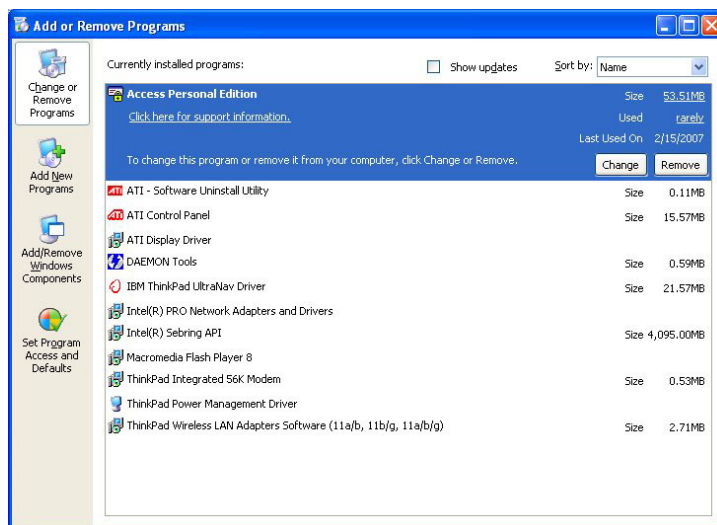 Add or Remove Programs
Change or
Remove
Programs
Add New
Programs
Add/Remove
Windows
Components
Set Program
Access and
Defaults
Currently installed programs:
Show updates
Sort by: Name
Access Personal Edition Size 53.51MB
Click here for support information. Used rarely
Last Used On 2/15/2007
To change this program or remove it from your computer, click Change or Remove. Change Remove
ATI ATI - Software Uninstall Utility Size 0.11MB
ATI ATI Control Panel Size 15.57MB
ATI Display Driver
DAEMON Tools Size 0.59MB
IBM ThinkPad UltraNav Driver Size 21.57MB
Intel(R) PRO Network Adapters and Drivers
Intel(R) Sebring API Size 4,095.00MB
Macromedia Flash Player 8
ThinkPad Integrated 56K Modem Size 0.53MB
ThinkPad Power Management Driver
ThinkPad Wireless LAN Adapters Software (11a/b, 11b/g, 11a/b/g) Size 2.71MB